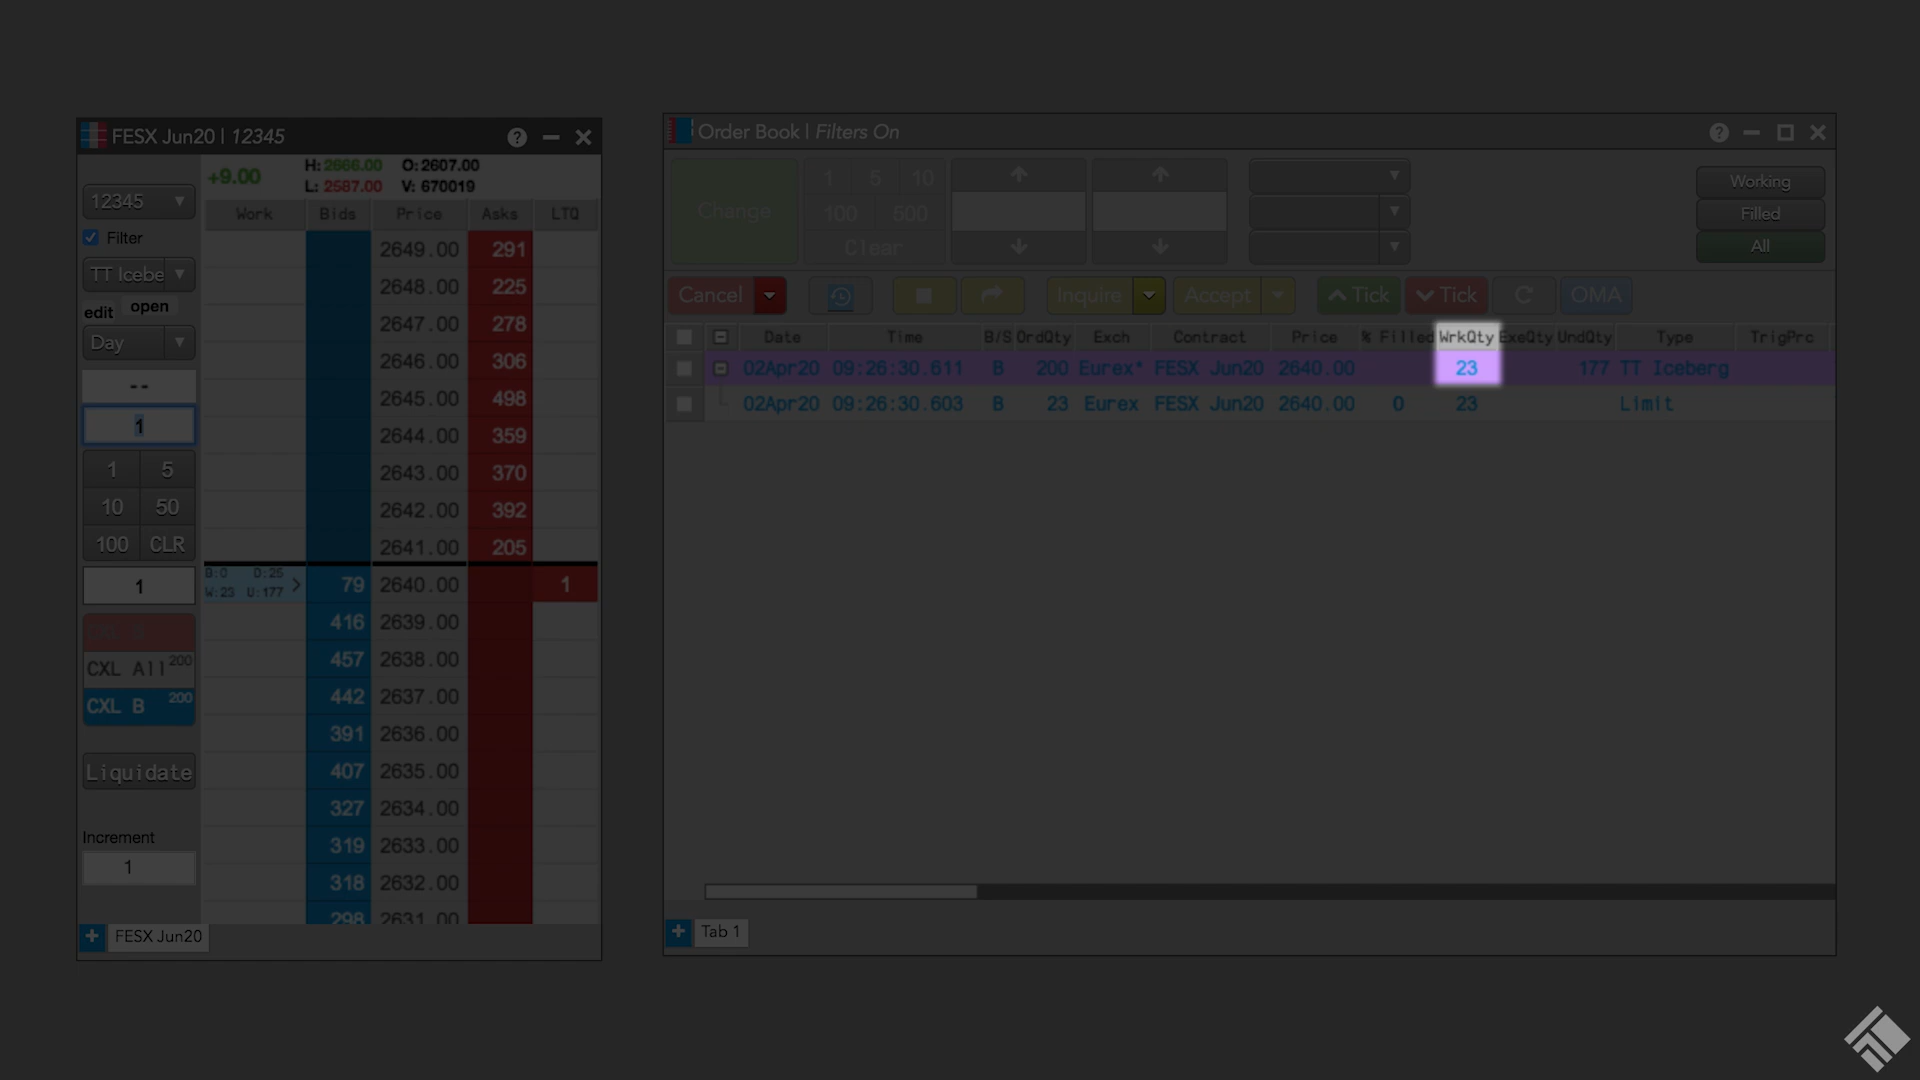 FESX Jun20 | 12345
12345
Filter
TT Icebe
edit open
Day
--
1
1 5
10 50
100 CLR
1
CXL All 200
CXL B 200
Liquidate
Increment
1
+9.00 H: 2666.00 O: 2607.00
L: 2587.00 V: 670019
Work Bids Price Asks LTQ
2649.00 291
2648.00 225
2647.00 278
2646.00 306
2645.00 498
2644.00 359
2643.00 370
2642.00 392
2641.00 205
B:0 D:25
W:23 U:177 79 2640.00 1
416 2639.00
457 2638.00
442 2637.00
391 2636.00
407 2635.00
327 2634.00
319 2633.00
318 2632.00
298 2631.00
+ FESX Jun20
Order Book | Filters On
Change
1 5 10
100 500
Clear
Working
Filled
All
Cancel Inquire Accept Tick Tick OMA
Date Time B/S OrdQty Exch Contract Price % Filled WrkQty ExeQty UndQty Type TrigPrc
02Apr20 09:26:30.611 B 200 Eurex* FESX Jun20 2640.00 23 177 TT Iceberg
02Apr20 09:26:30.603 B 23 Eurex FESX Jun20 2640.00 0 23 Limit
+ Tab 1